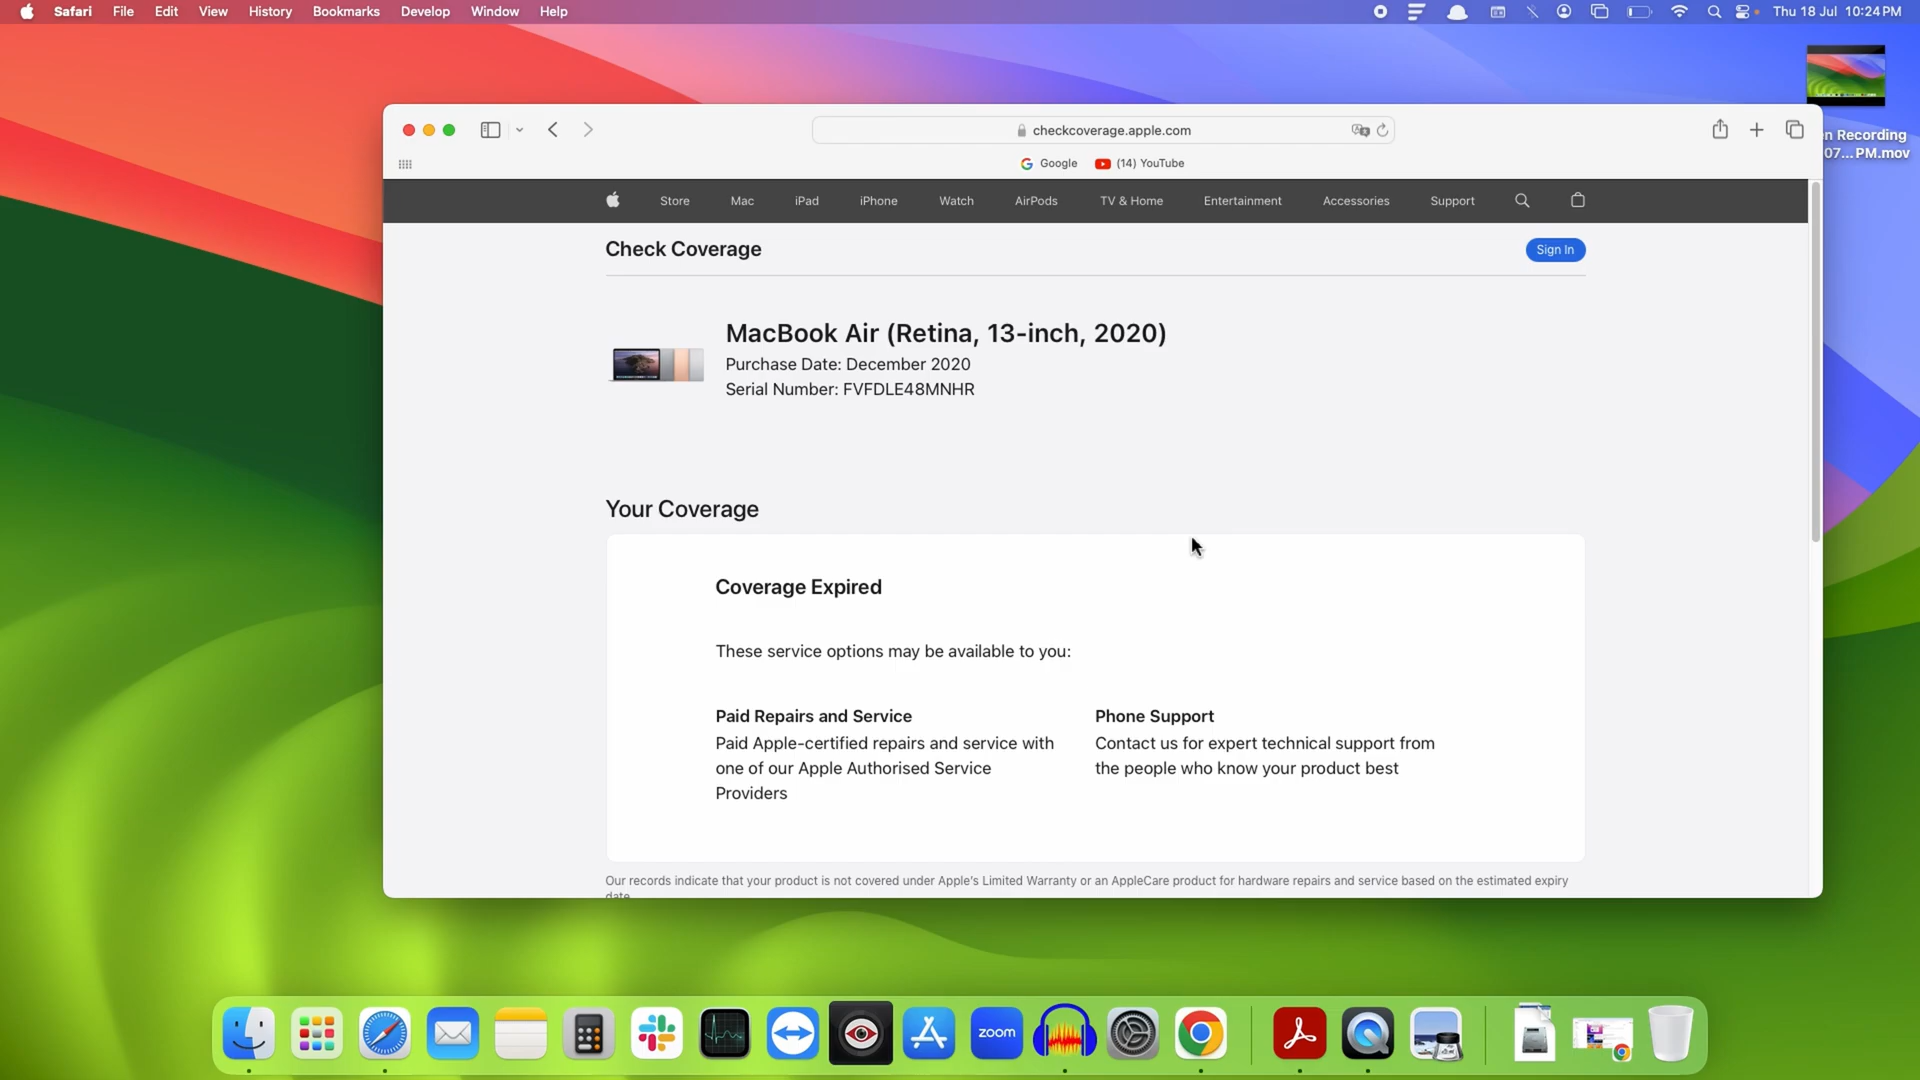 Safari File Edit View History Bookmarks Develop Window Help Thu 18 Jul 10:24 PM
checkcoverage.apple.com
n Recording
07...PM.mov
Google (14) YouTube
Store Mac iPad iPhone Watch AirPods TV & Home Entertainment Accessories Support
Check Coverage
Sign In
MacBook Air (Retina, 13-inch, 2020)
Purchase Date: December 2020
Serial Number: FVFDLE48MNHR
Your Coverage
Coverage Expired
These service options may be available to you:
Paid Repairs and Service
Paid Apple-certified repairs and service with
one of our Apple Authorised Service
Providers
Phone Support
Contact us for expert technical support from
the people who know your product best
Our records indicate that your product is not covered under Apple's Limited Warranty or an AppleCare product for hardware repairs and service based on the estimated expiry
date
zoom